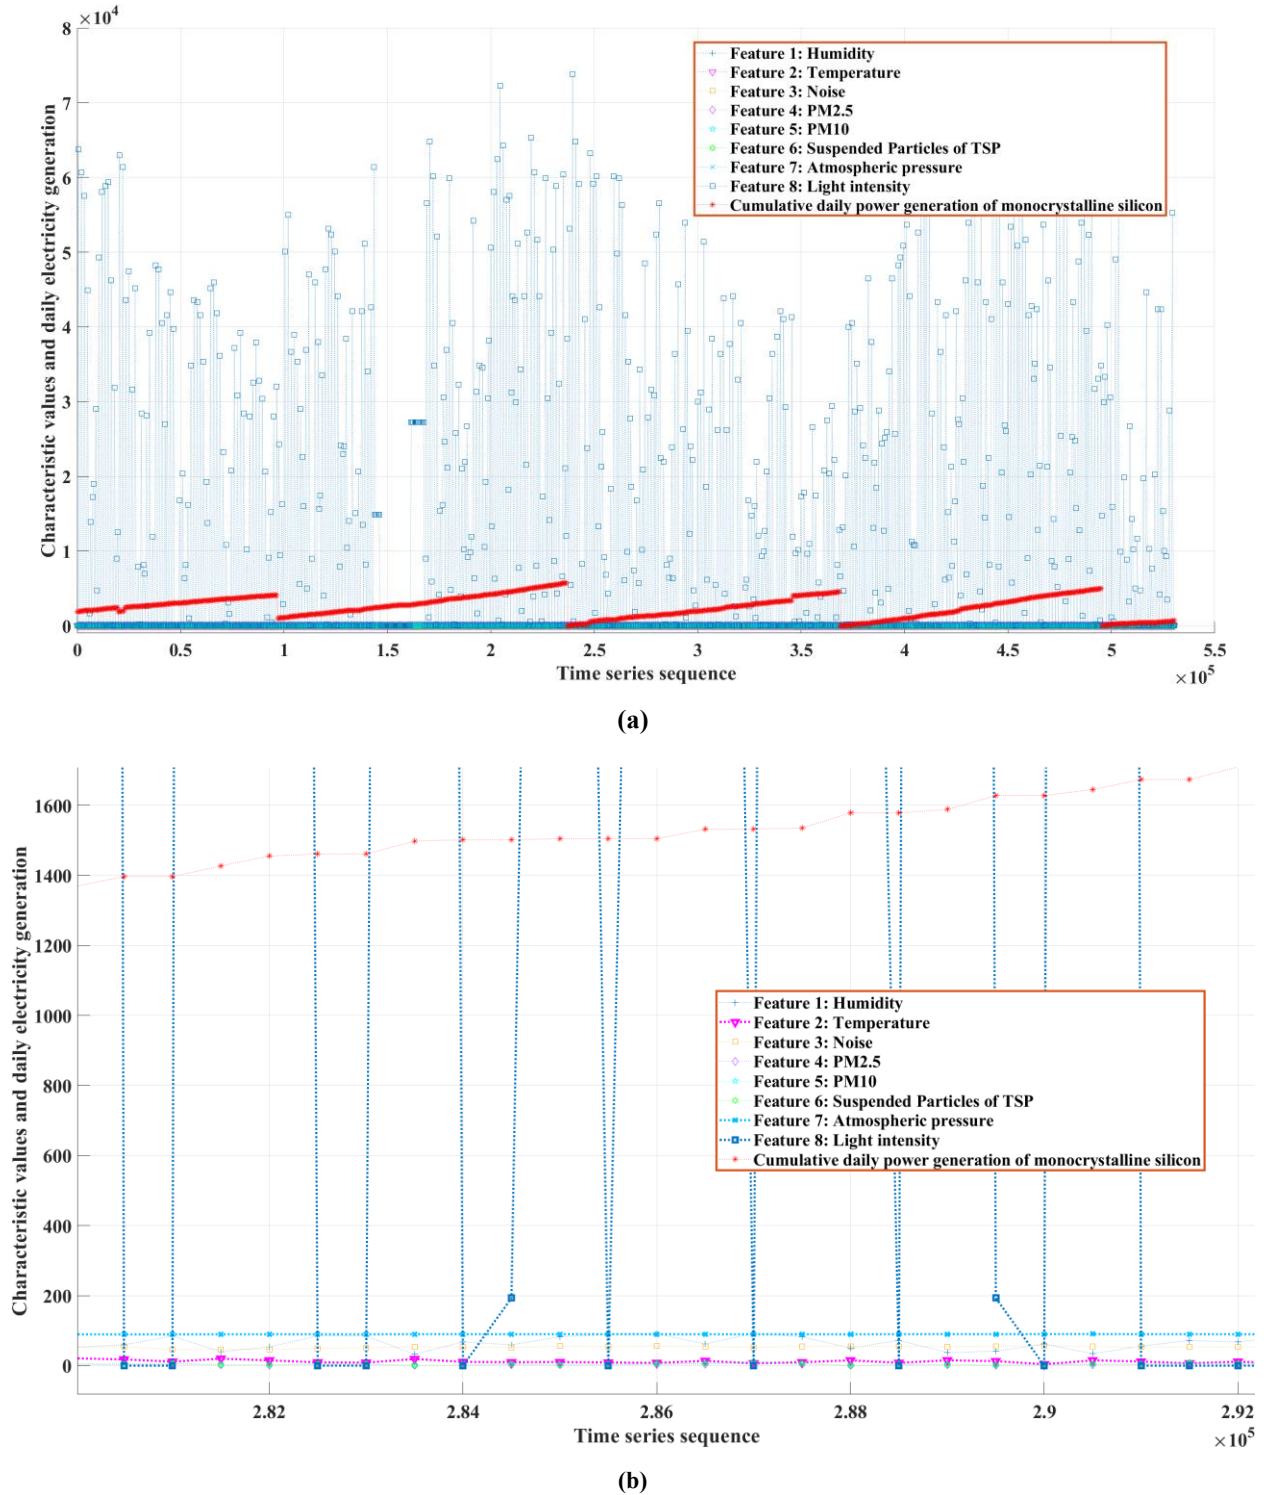 ×10^4
8
7
6
5
4
3
2
1
0
Characteristic values and daily electricity generation
Feature 1: Humidity
Feature 2: Temperature
Feature 3: Noise
Feature 4: PM2.5
Feature 5: PM10
Feature 6: Suspended Particles of TSP
Feature 7: Atmospheric pressure
Feature 8: Light intensity
Cumulative daily power generation of monocrystalline silicon
0 0.5 1 1.5 2 2.5 3 3.5 4 4.5 5 5.5
Time series sequence
×10^5
(a)
1600
1400
1200
1000
800
600
400
200
0
Characteristic values and daily electricity generation
Feature 1: Humidity
Feature 2: Temperature
Feature 3: Noise
Feature 4: PM2.5
Feature 5: PM10
Feature 6: Suspended Particles of TSP
Feature 7: Atmospheric pressure
Feature 8: Light intensity
Cumulative daily power generation of monocrystalline silicon
2.82 2.84 2.86 2.88 2.9 2.92
Time series sequence
×10^5
(b)